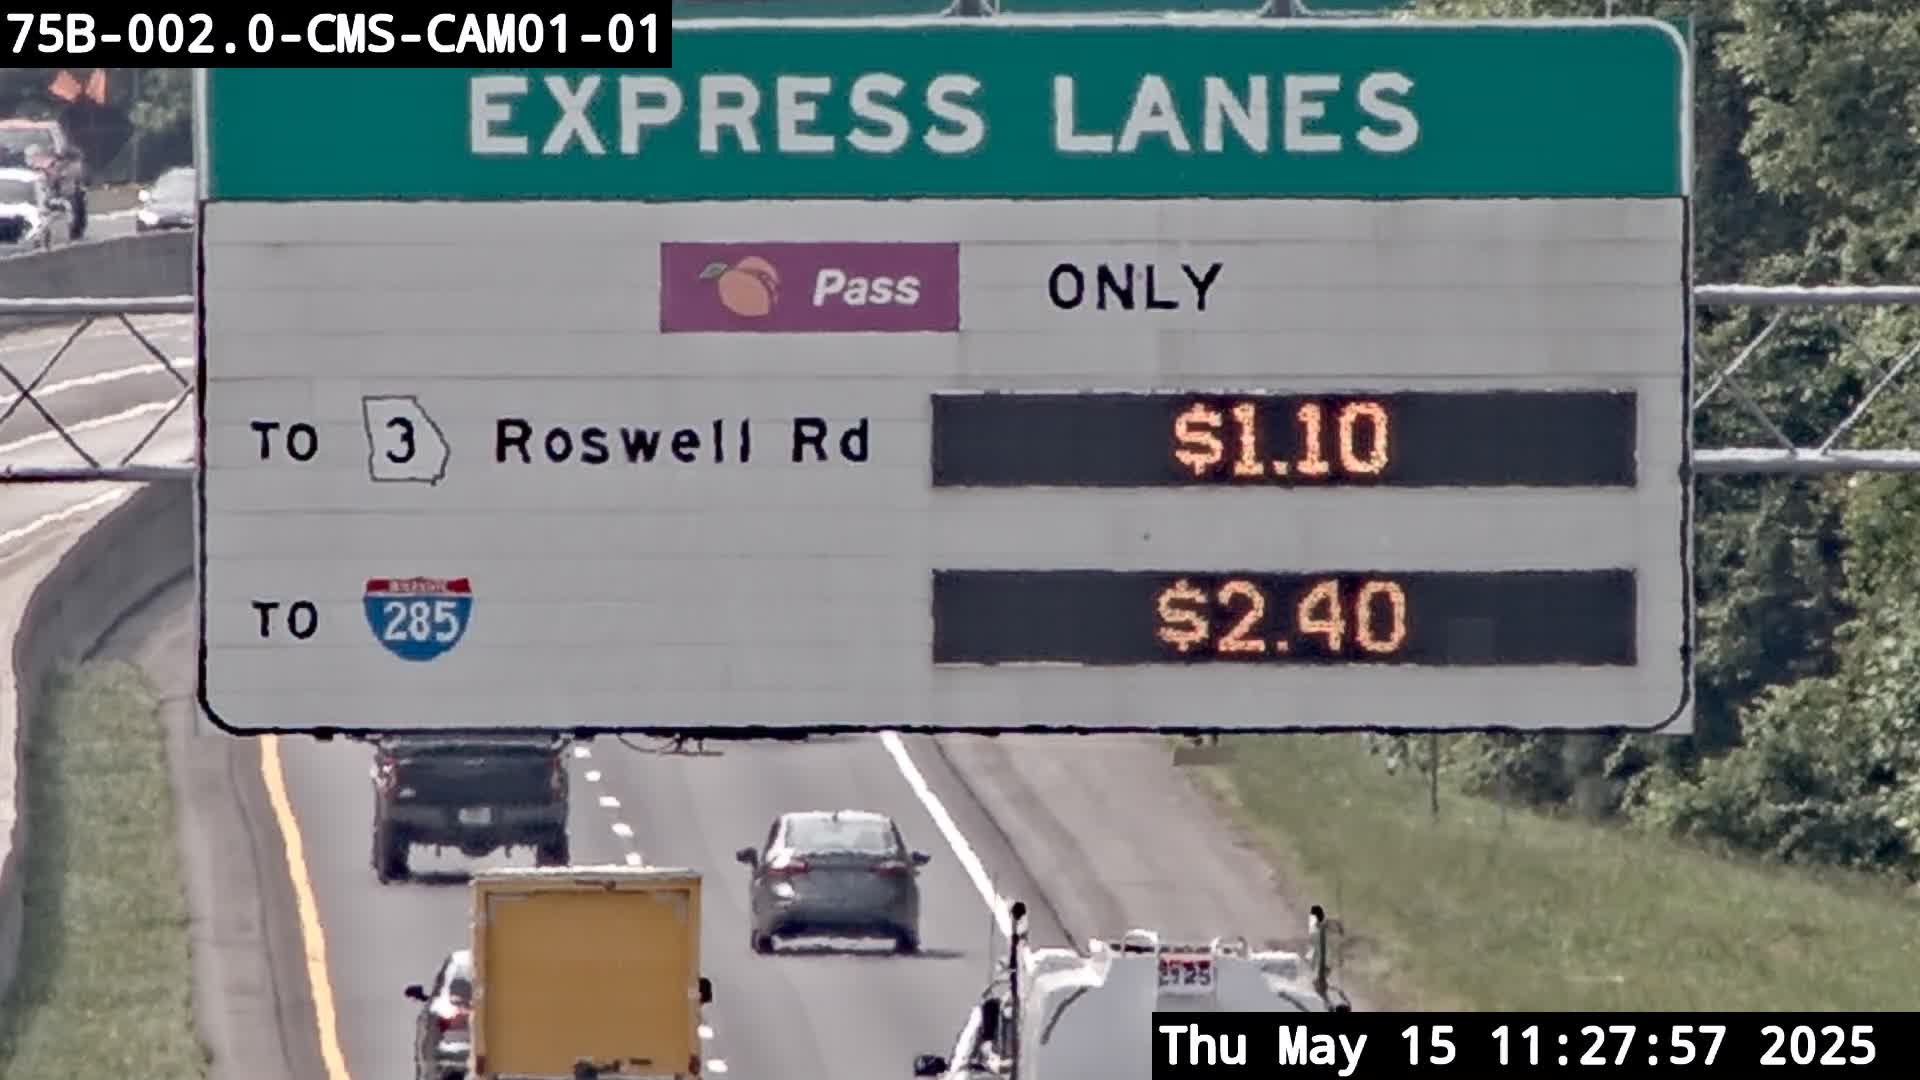 75B-002.0-CMS-CAM01-01
EXPRESS LANES
Pass ONLY
TO 3 Roswell Rd $1.10
TO 285 $2.40
Thu May 15 11:27:57 2025